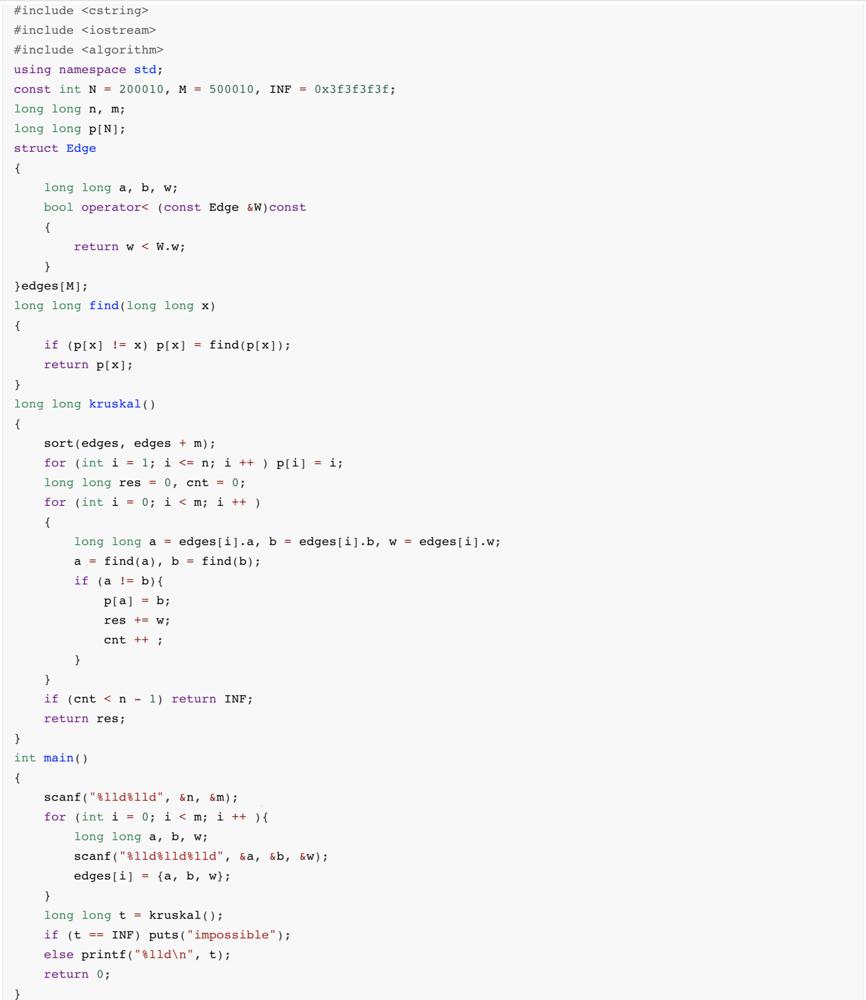 #include <cstring>
#include <iostream>
#include <algorithm>
using namespace std;
const int N = 200010, M = 500010, INF = 0x3f3f3f3f;
long long n, m;
long long p[N];
struct Edge
{
    long long a, b, w;
    bool operator< (const Edge &W)const
    {
        return w < W.w;
    }
}edges[M];
long long find(long long x)
{
    if (p[x] != x) p[x] = find(p[x]);
    return p[x];
}
long long kruskal()
{
    sort(edges, edges + m);
    for (int i = 1; i <= n; i ++ ) p[i] = i;
    long long res = 0, cnt = 0;
    for (int i = 0; i < m; i ++ )
    {
        long long a = edges[i].a, b = edges[i].b, w = edges[i].w;
        a = find(a), b = find(b);
        if (a != b){
            p[a] = b;
            res += w;
            cnt ++ ;
        }
    }
    if (cnt < n - 1) return INF;
    return res;
}
int main()
{
    scanf("%lld%lld", &n, &m);
    for (int i = 0; i < m; i ++ ){
        long long a, b, w;
        scanf("%lld%lld%lld", &a, &b, &w);
        edges[i] = {a, b, w};
    }
    long long t = kruskal();
    if (t == INF) puts("impossible");
    else printf("%lld\n", t);
    return 0;
}